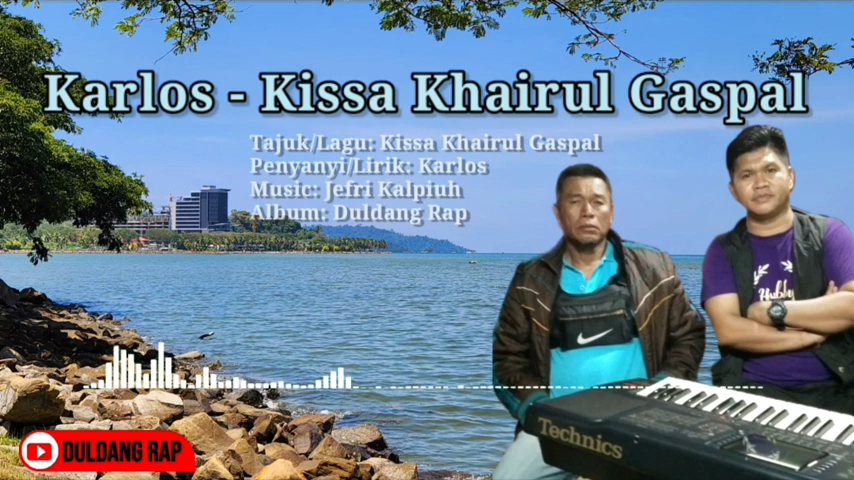 Karlos - Kissa Khairul Gaspal
Tajuk/Lagu: Kissa Khairul Gaspal
Penyanyi/Lirik: Karlos
Music: Jefri Kalpiuh
Album: Duldang Rap
Hubby
Technics
DULDANG RAP